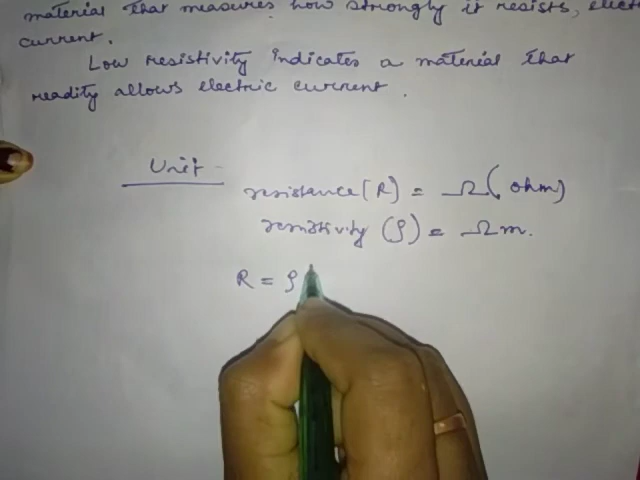 material that measures how strongly it resists, elect
current.
Low resistivity indicates a material that
readity allows electric current.
Unit -
resistance (R) = Ω (ohm)
resistivity (ρ) = Ωm.
R = ρ